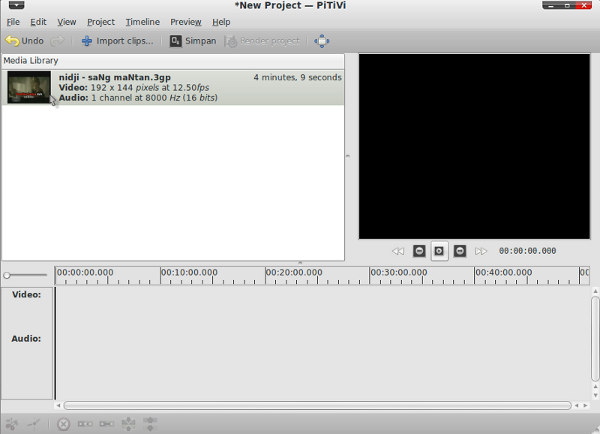 *New Project — PiTiVi
File Edit View Project Timeline Preview Help
Undo Import clips... Simpan Render project
Media Library
nidji - saNg maNtan.3gp 4 minutes, 9 seconds
Video: 192 x 144 pixels at 12.50fps
Audio: 1 channel at 8000 Hz (16 bits)
00:00:00.000
00:00:00.000 00:10:00.000 00:20:00.000 00:30:00.000 00:40:00.000 00
Video:
Audio: